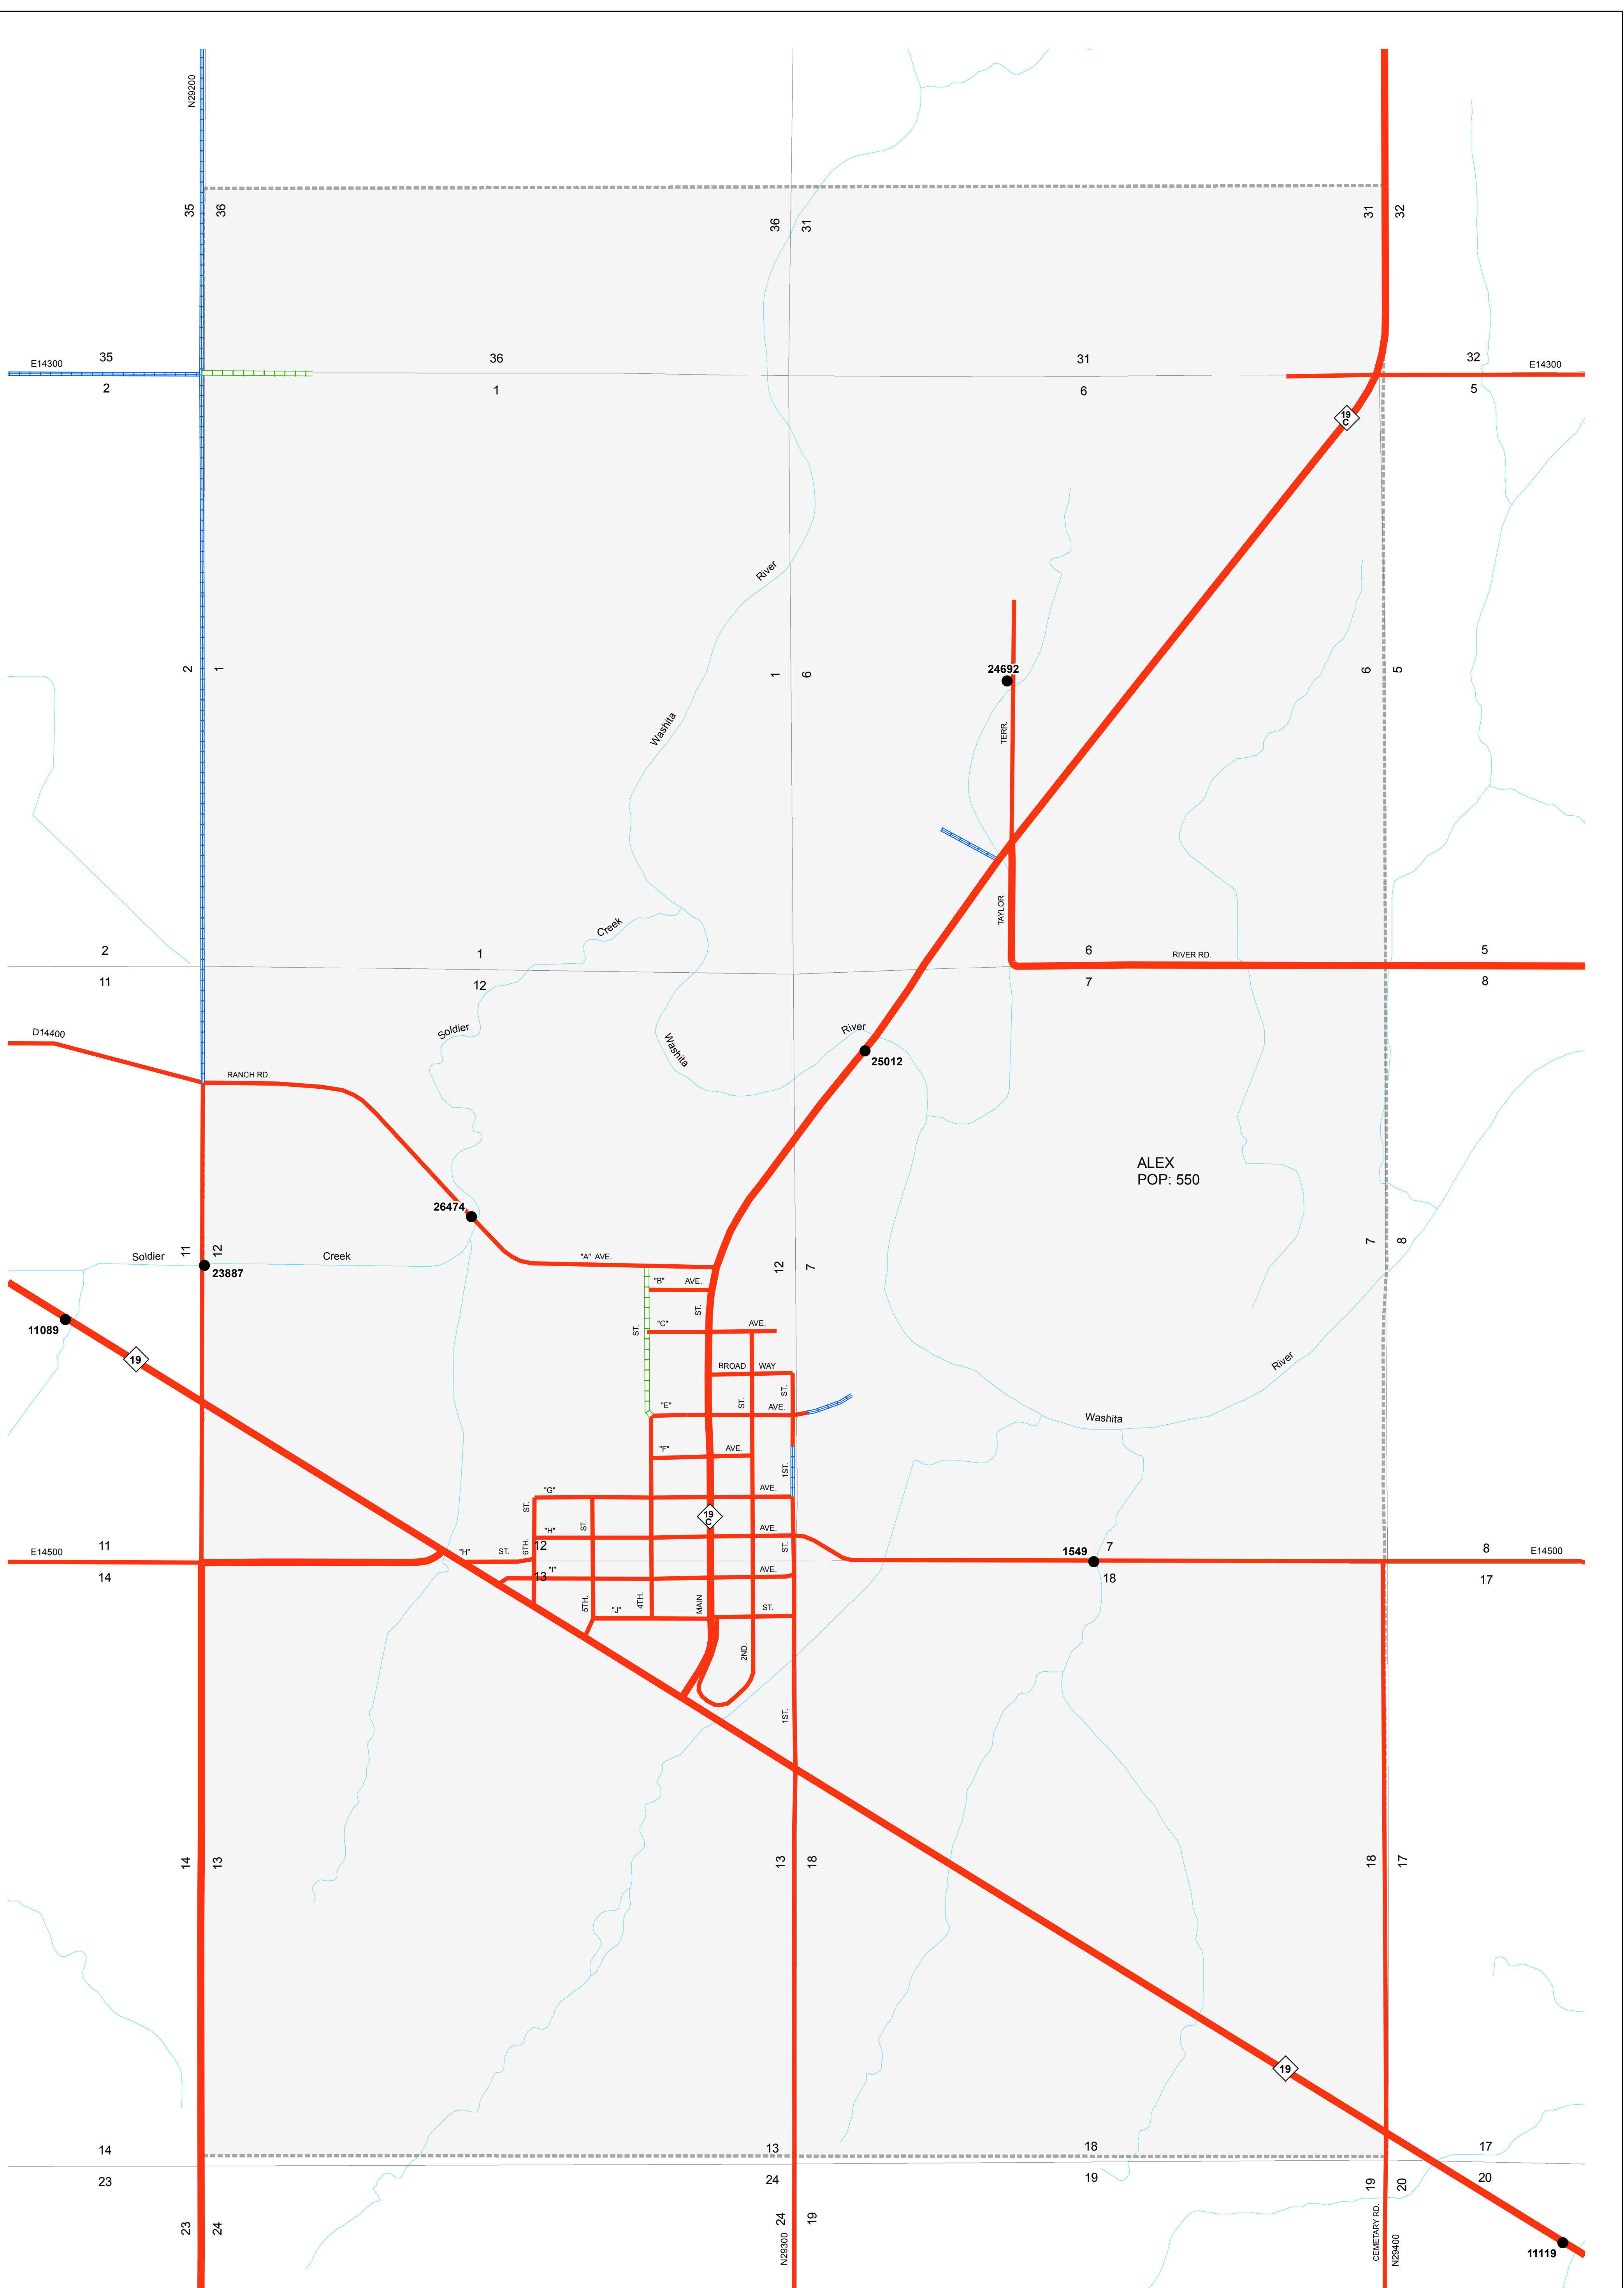 N29200
35
36
36
31
31
32
35
36
31
32
E14300
E14300
2
1
6
5
19
C
River
24692
2
1
1
6
6
5
Washita
TERR.
TAYLOR
Creek
2
1
6
RIVER RD.
5
11
12
7
8
Soldier
River
D14400
Washita
25012
RANCH RD.
ALEX
POP: 550
26474
11
12
Soldier
Creek
"A" AVE.
12
7
7
8
23887
"B" AVE.
ST.
11089
ST.
"C" AVE.
19
BROAD WAY
River
ST.
ST.
"E" AVE.
Washita
"F" AVE.
1ST.
"G" AVE.
ST.
ST.
19
C
"H" AVE.
11
E14500
"H" ST.
6TH.
12
ST.
1549
7
8
E14500
14
13
"I" AVE.
18
17
5TH.
4TH.
"J" ST.
MAIN
2ND.
1ST.
14
13
13
18
18
17
19
14
13
18
17
23
24
19
20
23
24
24
19
N29300
19
20
CEMETARY RD.
N29400
11119